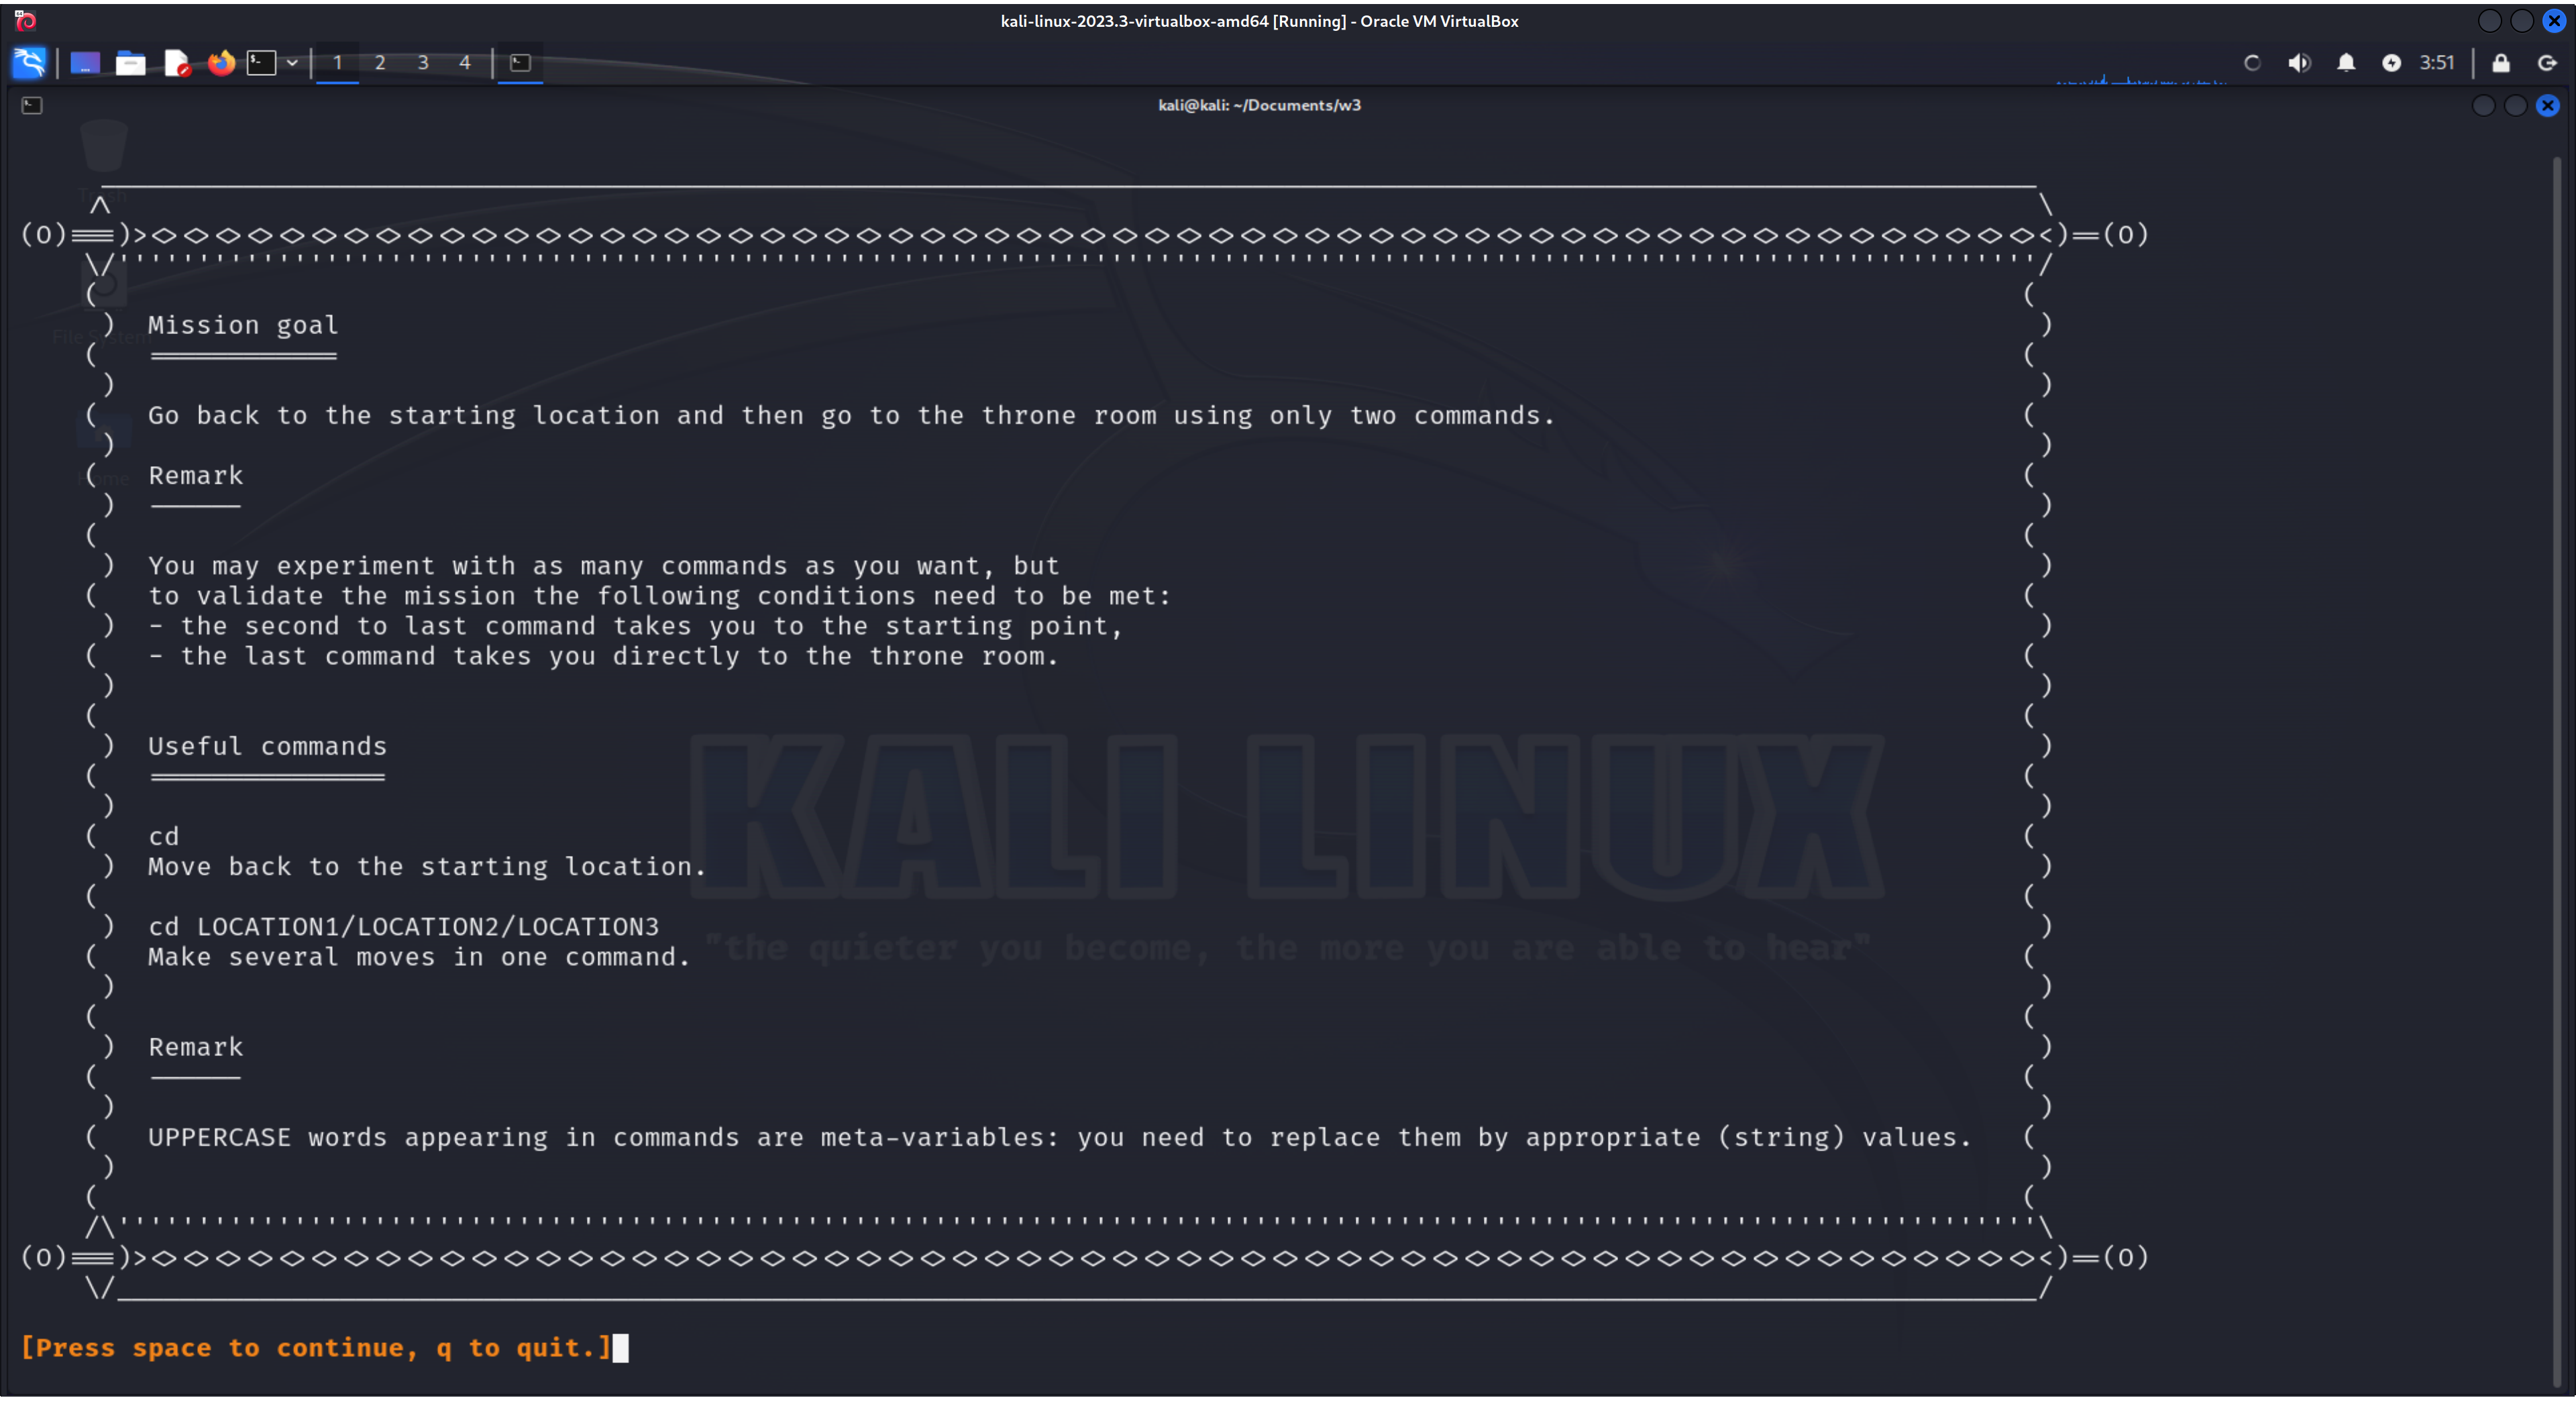 kali-linux-2023.3-virtualbox-amd64 [Running] - Oracle VM VirtualBox
1 2 3 4
3:51
kali@kali: ~/Documents/w3
Trash
File System
Home
Mission goal
============
Go back to the starting location and then go to the throne room using only two commands.
Remark
------
You may experiment with as many commands as you want, but
to validate the mission the following conditions need to be met:
- the second to last command takes you to the starting point,
- the last command takes you directly to the throne room.
Useful commands
===============
cd
Move back to the starting location.
cd LOCATION1/LOCATION2/LOCATION3
Make several moves in one command.
KALI LINUX
"the quieter you become, the more you are able to hear"
Remark
------
UPPERCASE words appearing in commands are meta-variables: you need to replace them by appropriate (string) values.
[Press space to continue, q to quit.]